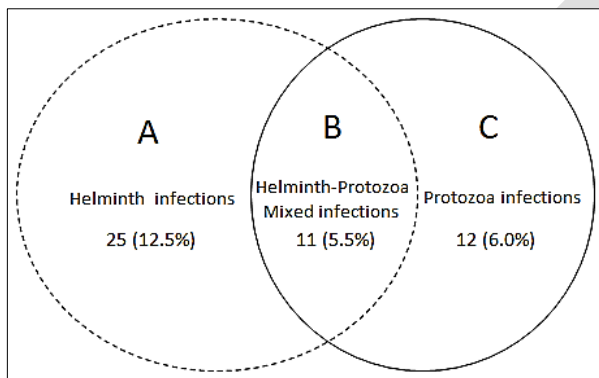 A
B
C
Helminth infections
Helminth-Protozoa
Mixed infections
Protozoa infections
25 (12.5%)
11 (5.5%)
12 (6.0%)